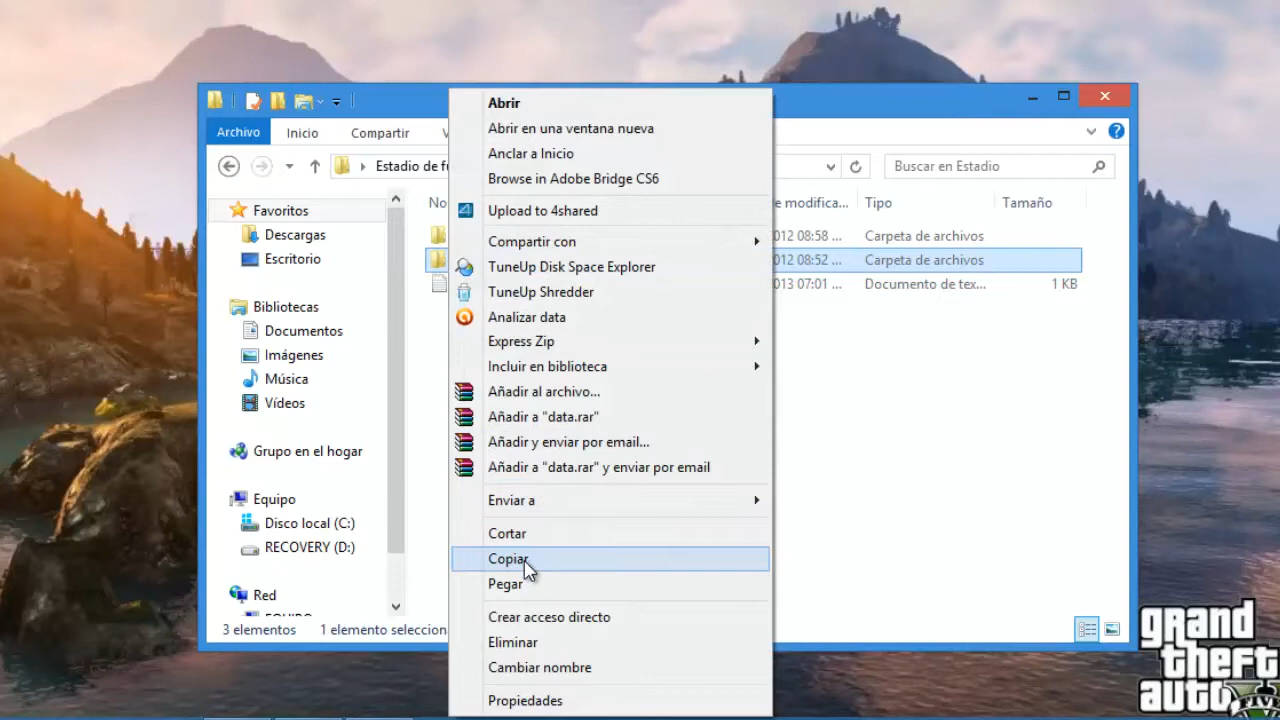 Archivo
Inicio
Compartir
Estadio de fu
Buscar en Estadio
Favoritos
Descargas
Escritorio
Bibliotecas
Documentos
Imágenes
Música
Vídeos
Grupo en el hogar
Equipo
Disco local (C:)
RECOVERY (D:)
Red
3 elementos
1 elemento seleccion
No
Abrir
Abrir en una ventana nueva
Anclar a Inicio
Browse in Adobe Bridge CS6
Upload to 4shared
Compartir con
TuneUp Disk Space Explorer
TuneUp Shredder
Analizar data
Express Zip
Incluir en biblioteca
Añadir al archivo...
Añadir a "data.rar"
Añadir y enviar por email...
Añadir a "data.rar" y enviar por email
Enviar a
Cortar
Copiar
Pegar
Crear acceso directo
Eliminar
Cambiar nombre
Propiedades
e modifica...
Tipo
Tamaño
012 08:58 ...
Carpeta de archivos
012 08:52 ...
Carpeta de archivos
013 07:01 ...
Documento de tex...
1 KB
grand
theft
auto
FIVE